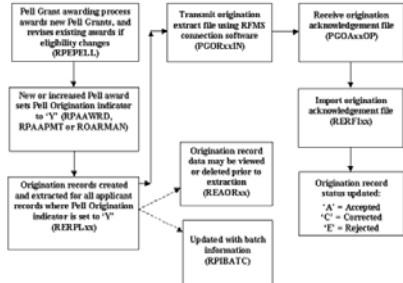 Pell Grant awarding process
awards new Pell Grants, and
revises existing awards if
eligibility changes
(RPEPELL)
New or increased Pell award
sets Pell Origination indicator
to 'Y' (RPAAWRD,
RPAAPMT or ROARMAN)
Origination records created
and extracted for all applicant
records where Pell Origination
indicator is set to 'Y'
(RERPLxx)
Transmit origination
extract file using RFMS
connection software
(PGORxxIN)
Origination record
data may be viewed
or deleted prior to
extraction
(REAORxx)
Updated with batch
information
(RPIBATC)
Receive origination
acknowledgement file
(PGOAxxOP)
Import origination
acknowledgement file
(RERFIxx)
Origination record
status updated:
'A' = Accepted
'C' = Corrected
'E' = Rejected